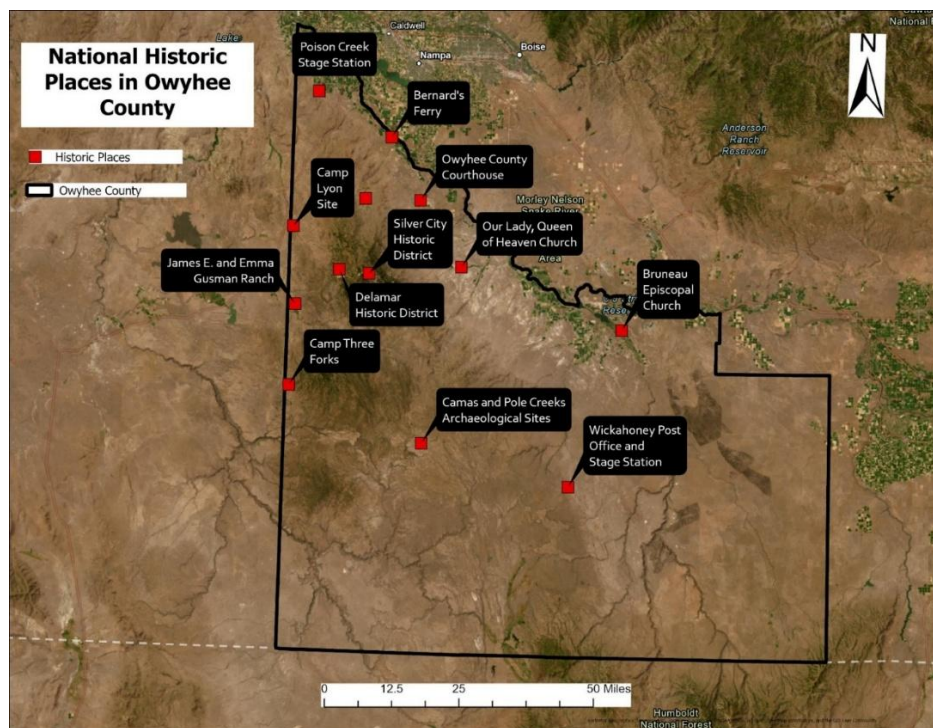 National Historic
Places in Owyhee
County
Historic Places
Owyhee County
Lake
Caldwell
Nampa
Boise
National F
N
Poison Creek
Stage Station
Bernard's
Ferry
Anderson
Ranch
Reservoir
Camp
Lyon
Site
Owyhee County
Courthouse
Morley Nelson
Snake River
Area
Silver City
Historic
District
Our Lady, Queen
of Heaven Church
James E. and Emma
Gusman Ranch
Delamar
Historic District
Bruneau
Episcopal
Church
Camp Three
Forks
Camas and Pole Creeks
Archaeological Sites
Wickahoney Post
Office and
Stage Station
0 12.5 25 50 Miles
Humboldt
National Forest